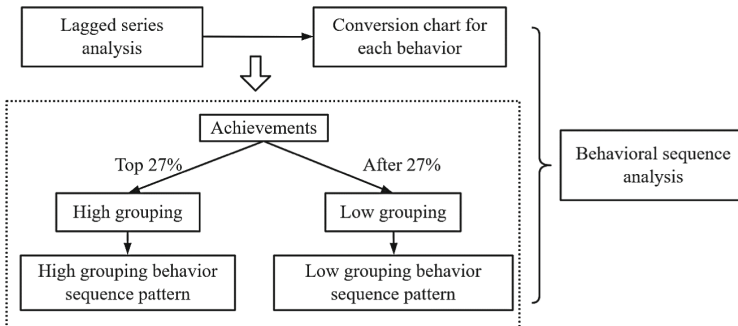 Lagged series
analysis
Conversion chart for
each behavior
Achievements
Top 27%
After 27%
High grouping
Low grouping
High grouping behavior
sequence pattern
Low grouping behavior
sequence pattern
Behavioral sequence
analysis